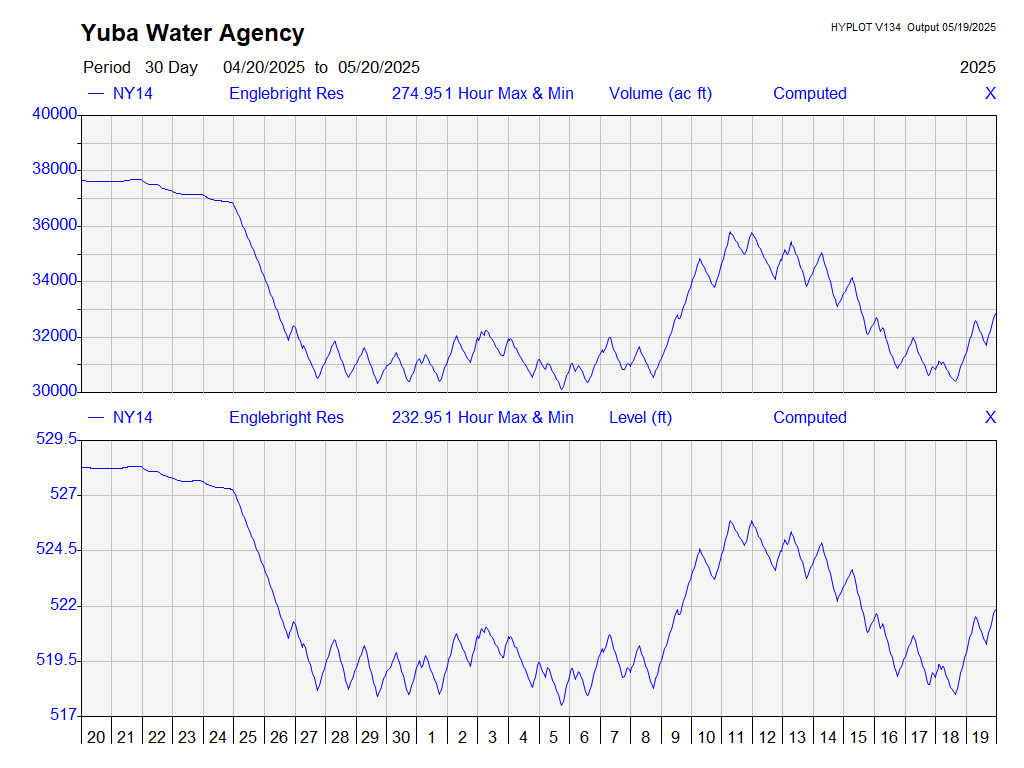 Yuba Water Agency
HYPLOT V134 Output 05/19/2025
Period 30 Day 04/20/2025 to 05/20/2025 2025
NY14 Englebright Res 274.951 Hour Max & Min Volume (ac ft) Computed X
40000
38000
36000
34000
32000
30000
NY14 Englebright Res 232.951 Hour Max & Min Level (ft) Computed X
529.5
527
524.5
522
519.5
517
20 21 22 23 24 25 26 27 28 29 30 1 2 3 4 5 6 7 8 9 10 11 12 13 14 15 16 17 18 19